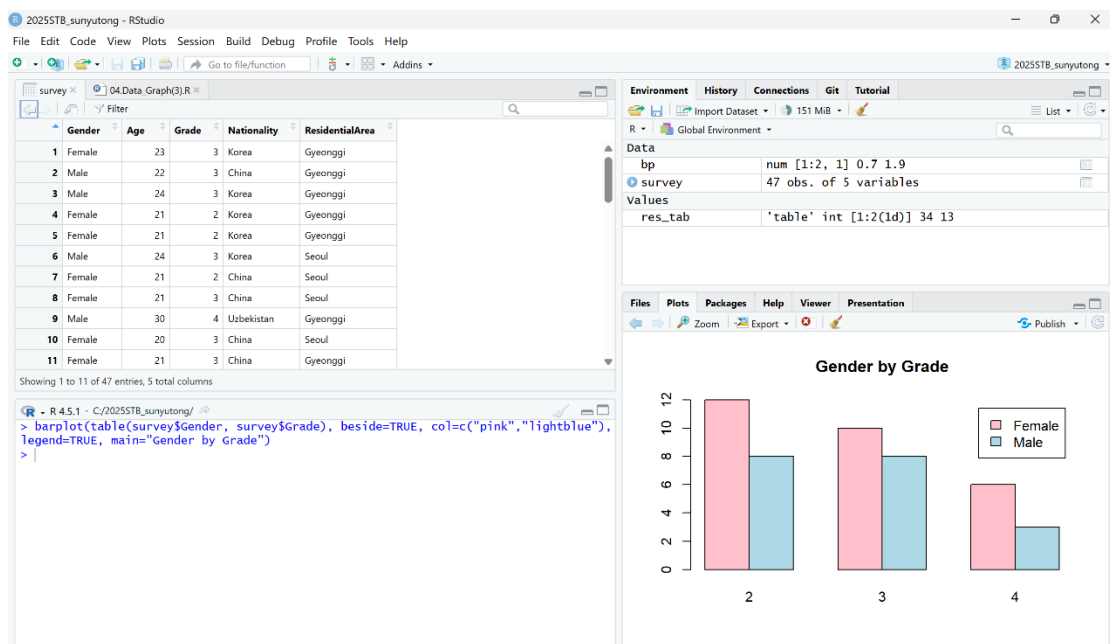 2025STB_sunyutong - RStudio
File Edit Code View Plots Session Build Debug Profile Tools Help
Go to file/function Addins 2025STB_sunyutong
survey 04.Data_Graph(3).R
Filter
Gender Age Grade Nationality ResidentialArea
1 Female 23 3 Korea Gyeonggi
2 Male 22 3 China Gyeonggi
3 Male 24 3 Korea Gyeonggi
4 Female 21 2 Korea Gyeonggi
5 Female 21 2 Korea Gyeonggi
6 Male 24 3 Korea Seoul
7 Female 21 2 China Seoul
8 Female 21 3 China Seoul
9 Male 30 4 Uzbekistan Gyeonggi
10 Female 20 3 China Seoul
11 Female 21 3 China Gyeonggi
Showing 1 to 11 of 47 entries, 5 total columns
R 4.5.1 · C:/2025STB_sunyutong/
> barplot(table(survey$Gender, survey$Grade), beside=TRUE, col=c("pink","lightblue"),
legend=TRUE, main="Gender by Grade")
>
Environment History Connections Git Tutorial
Import Dataset 151 MiB List
R Global Environment
Data
bp num [1:2, 1] 0.7 1.9
survey 47 obs. of 5 variables
Values
res_tab 'table' int [1:2(1d)] 34 13
Files Plots Packages Help Viewer Presentation
Zoom Export Publish
Gender by Grade
12
10
8
6
4
2
0
Female
Male
2 3 4